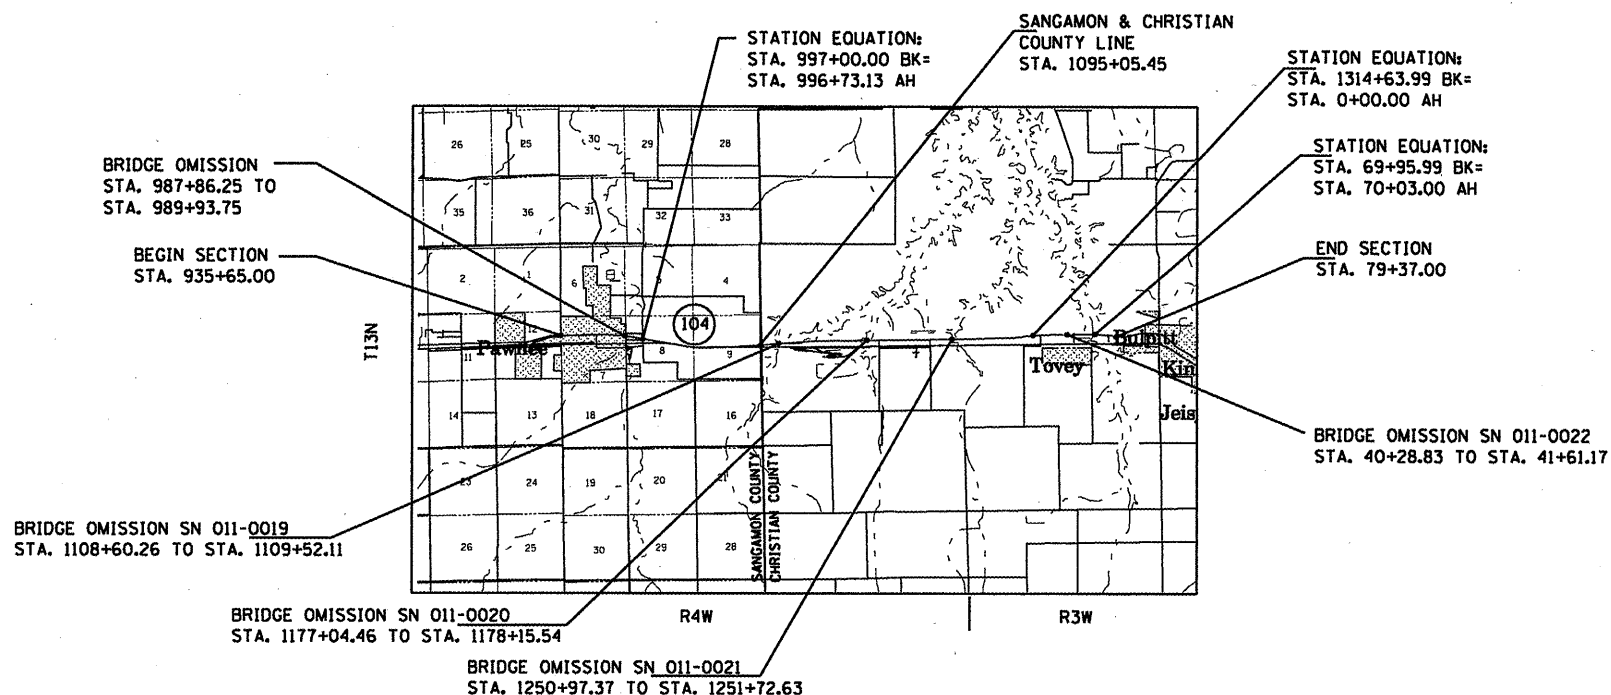 STATION EQUATION:
STA. 997+00.00 BK=
STA. 996+73.13 AH
SANGAMON & CHRISTIAN
COUNTY LINE
STA. 1095+05.45
STATION EQUATION:
STA. 1314+63.99 BK=
STA. 0+00.00 AH
BRIDGE OMISSION
STA. 987+86.25 TO
STA. 989+93.75
STATION EQUATION:
STA. 69+95.99 BK=
STA. 70+03.00 AH
BEGIN SECTION
STA. 935+65.00
END SECTION
STA. 79+37.00
26 25 30 29 28
35 36 31 32 33
2 1 6 4
T13N
12
104
11 Pawnee 8 9
7
Bulpitt
Tovey
Kin
Jeis
14 13 18 17 16
23 24 19 20 21
26 25 30 29 28
SANGAMON COUNTY
CHRISTIAN COUNTY
BRIDGE OMISSION SN 011-0022
STA. 40+28.83 TO STA. 41+61.17
BRIDGE OMISSION SN 011-0019
STA. 1108+60.26 TO STA. 1109+52.11
BRIDGE OMISSION SN 011-0020
STA. 1177+04.46 TO STA. 1178+15.54
R4W
R3W
BRIDGE OMISSION SN 011-0021
STA. 1250+97.37 TO STA. 1251+72.63